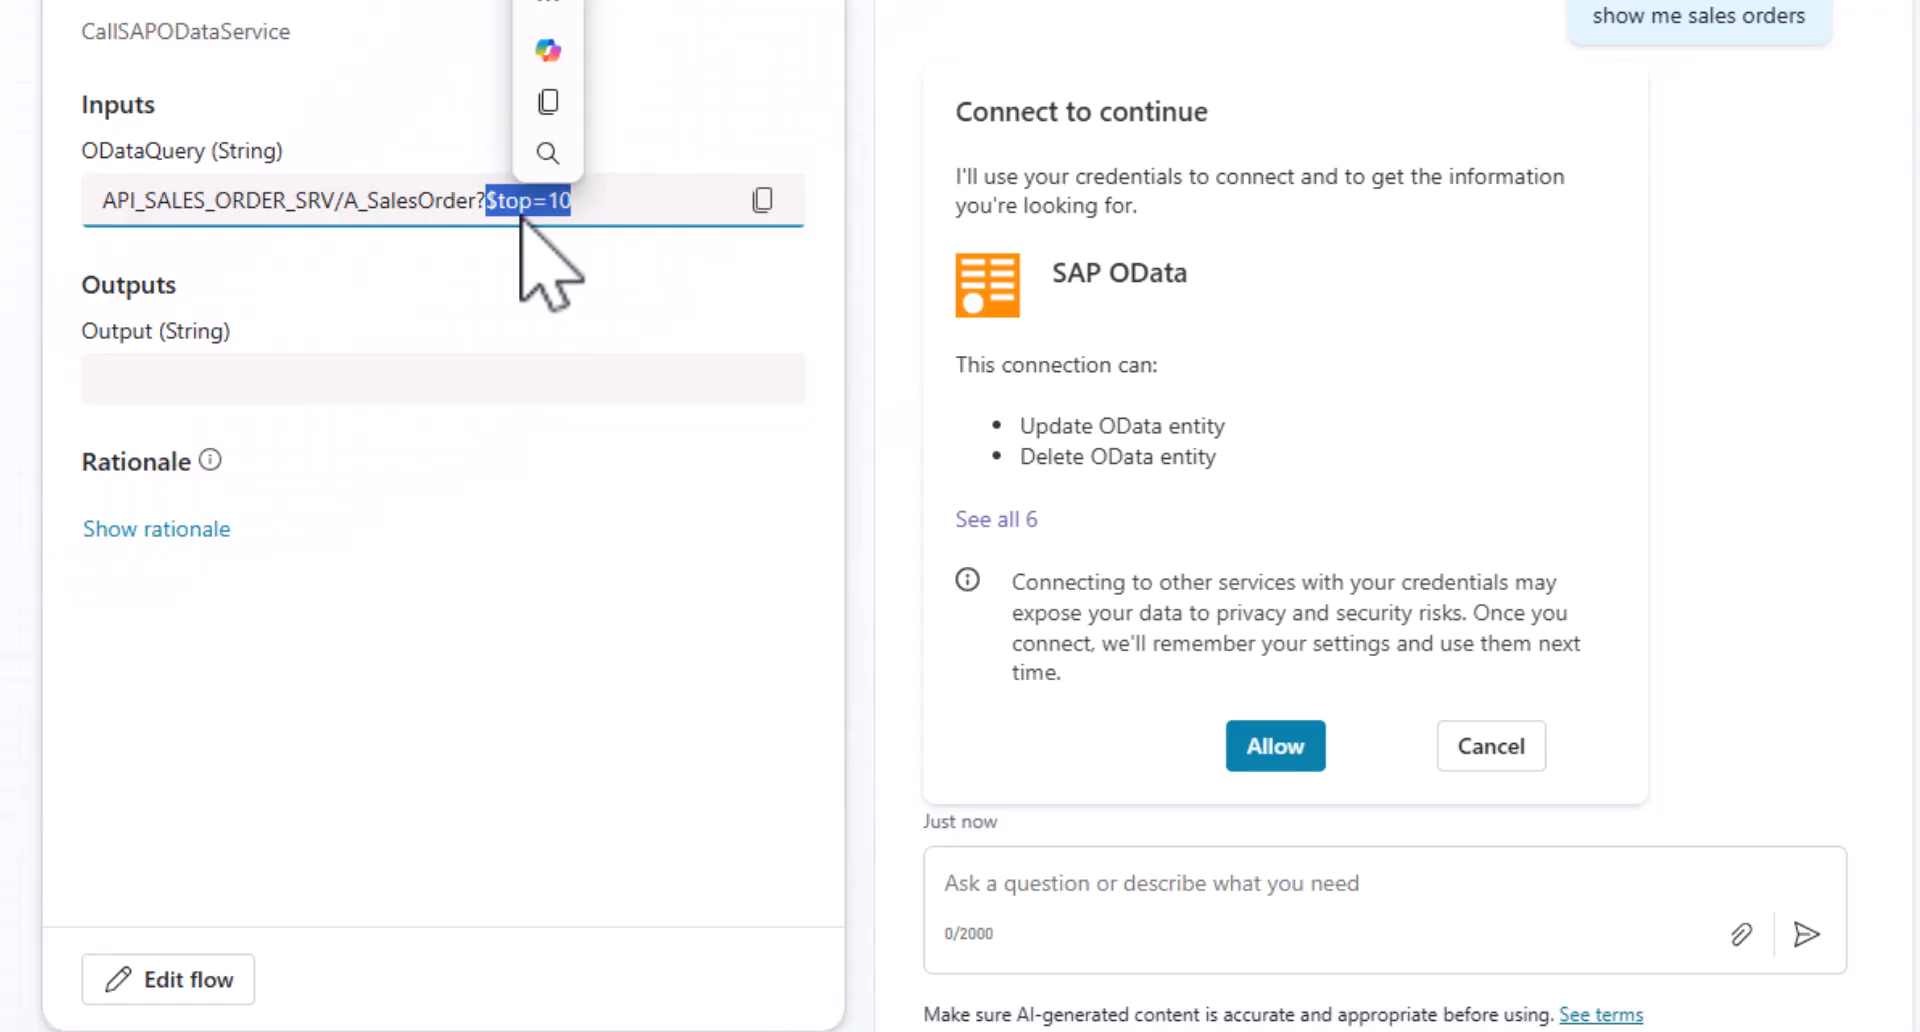 CallSAPODataService
Inputs
ODataQuery (String)
API_SALES_ORDER_SRV/A_SalesOrder?$top=10
Outputs
Output (String)
Rationale
Show rationale
Edit flow
show me sales orders
Connect to continue
I'll use your credentials to connect and to get the information
you're looking for.
SAP OData
This connection can:
• Update OData entity
• Delete OData entity
See all 6
Connecting to other services with your credentials may
expose your data to privacy and security risks. Once you
connect, we'll remember your settings and use them next
time.
Allow
Cancel
Just now
Ask a question or describe what you need
0/2000
Make sure AI-generated content is accurate and appropriate before using. See terms